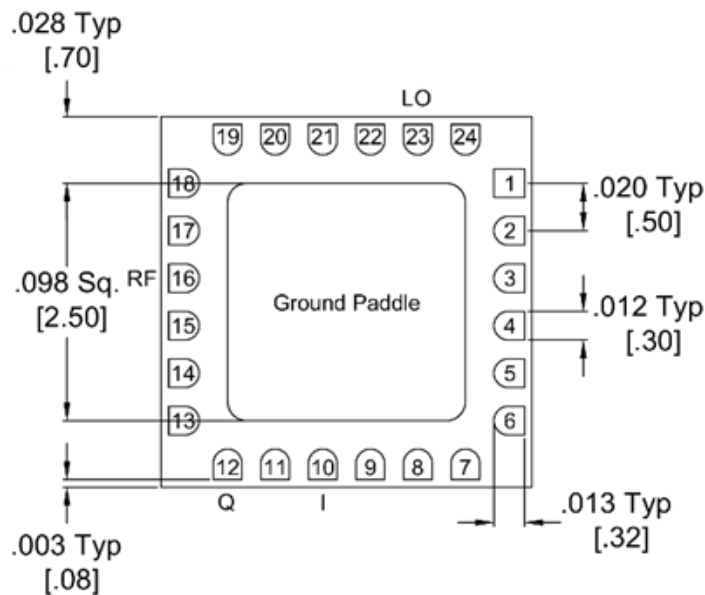 .028 Typ
[.70]
LO
19 20 21 22 23 24
18 1
.020 Typ
[.50]
17 2
.098 Sq.
[2.50]
RF 16 3
Ground Paddle
.012 Typ
[.30]
15 4
14 5
13 6
12 11 10 9 8 7
Q I
.013 Typ
[.32]
.003 Typ
[.08]